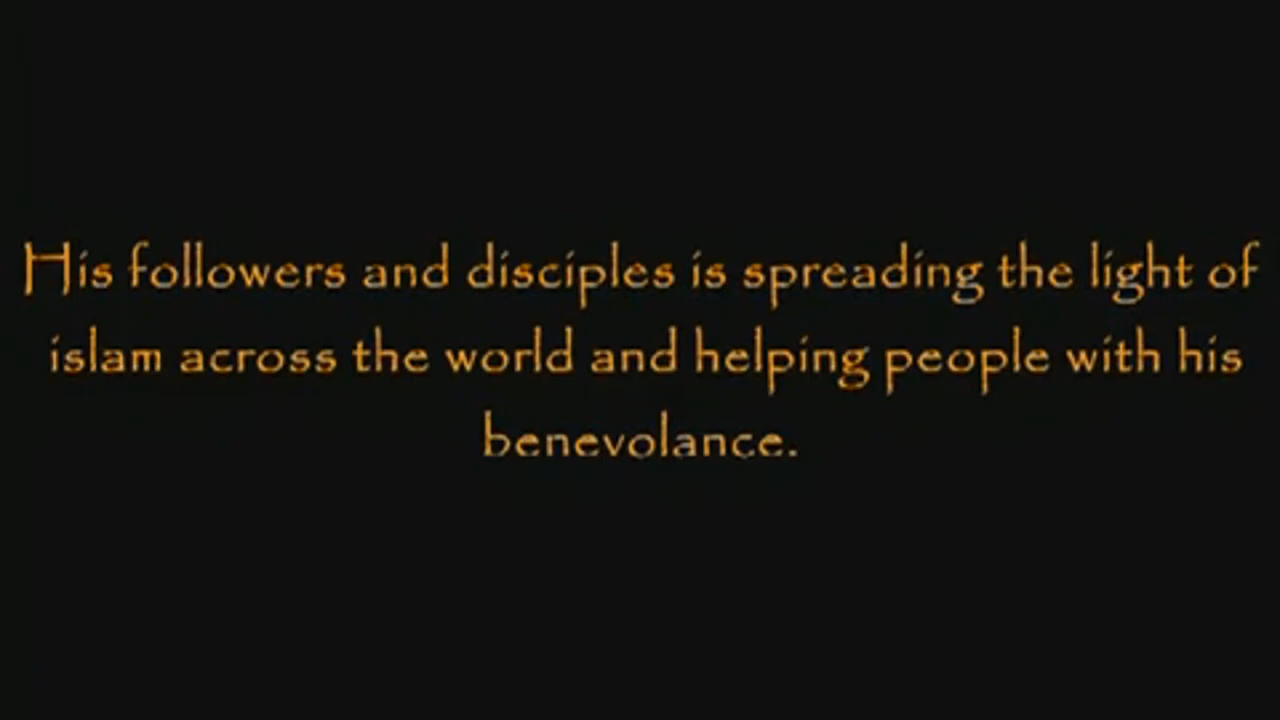 His followers and disciples is spreading the light of
islam across the world and helping people with his
benevolance.